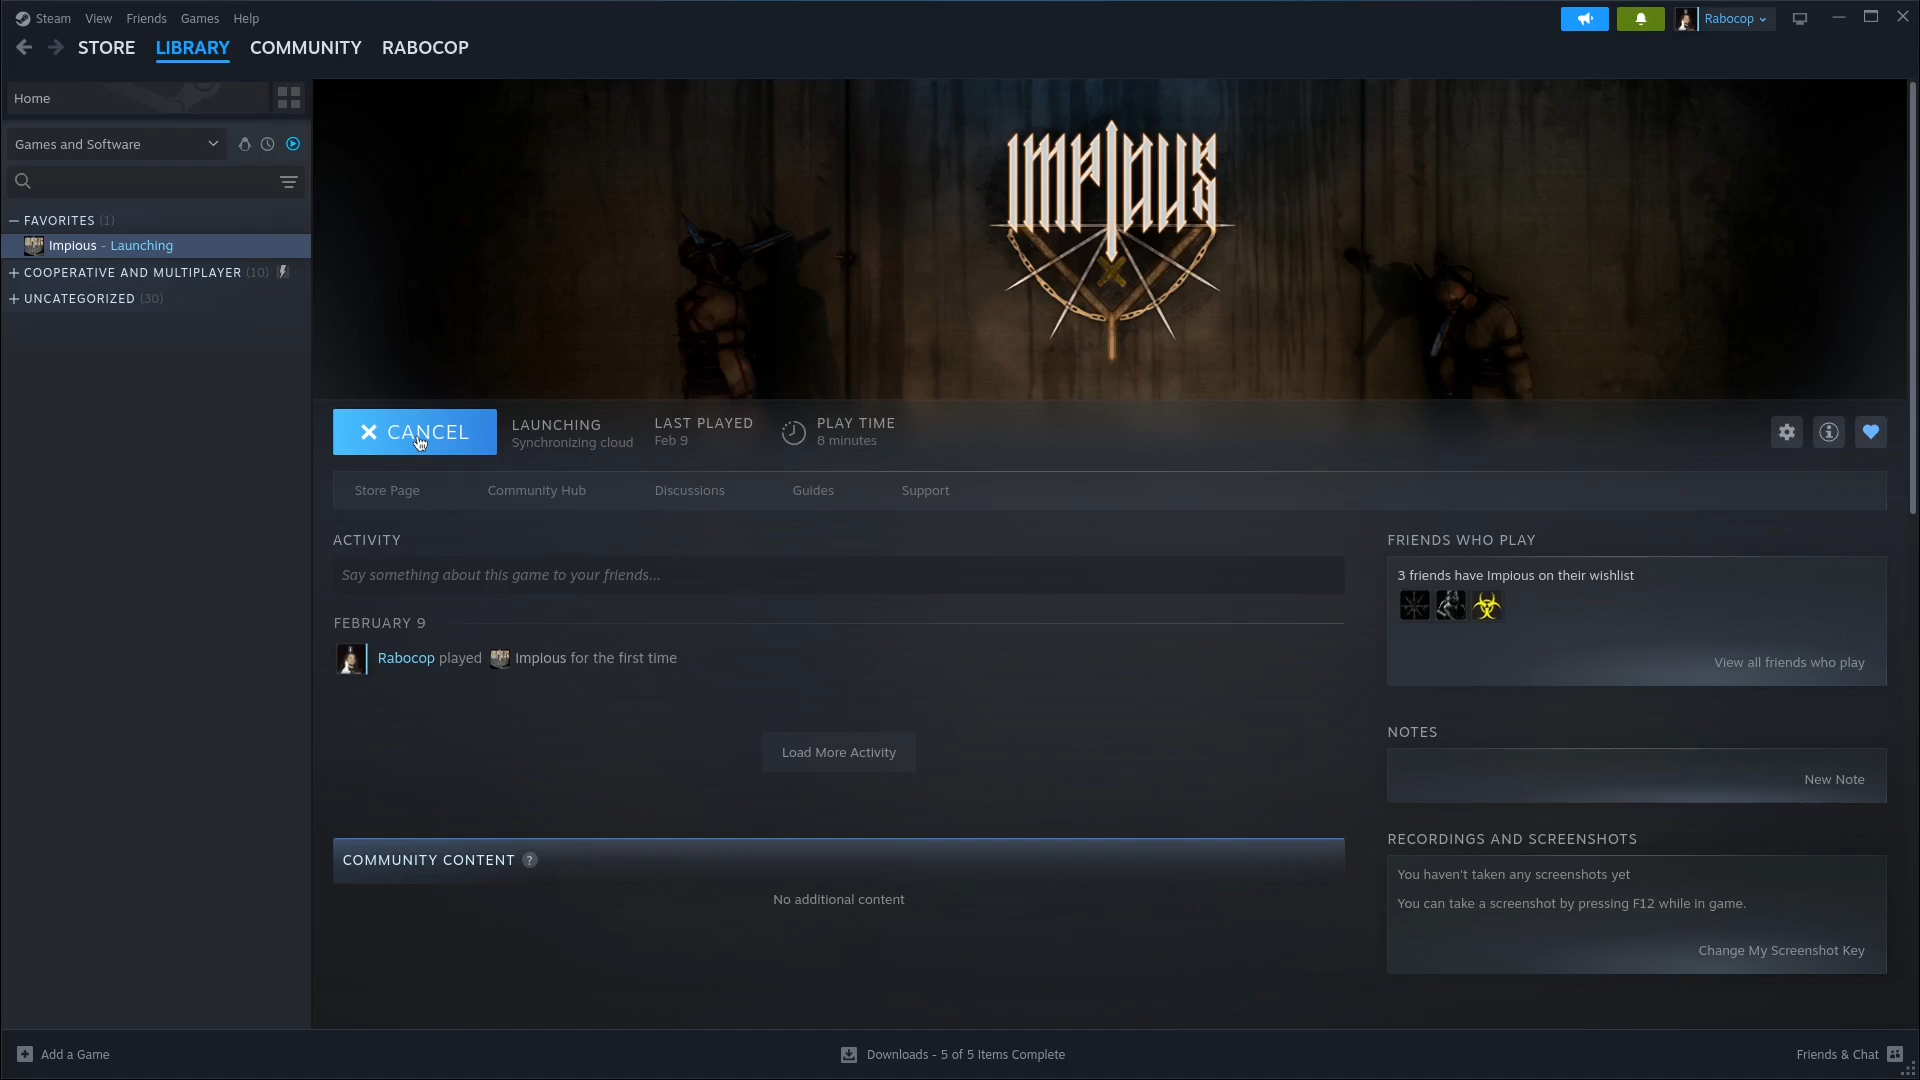 Steam View Friends Games Help
Rabocop
STORE LIBRARY COMMUNITY RABOCOP
Home
Games and Software
FAVORITES (1)
Impious - Launching
COOPERATIVE AND MULTIPLAYER (10)
UNCATEGORIZED (30)
IMPIOUS
CANCEL
LAUNCHING
Synchronizing cloud
LAST PLAYED
Feb 9
PLAY TIME
8 minutes
Store Page Community Hub Discussions Guides Support
ACTIVITY
Say something about this game to your friends...
FEBRUARY 9
Rabocop played Impious for the first time
Load More Activity
COMMUNITY CONTENT ?
No additional content
FRIENDS WHO PLAY
3 friends have Impious on their wishlist
View all friends who play
NOTES
New Note
RECORDINGS AND SCREENSHOTS
You haven't taken any screenshots yet
You can take a screenshot by pressing F12 while in game.
Change My Screenshot Key
Add a Game
Downloads - 5 of 5 Items Complete
Friends & Chat